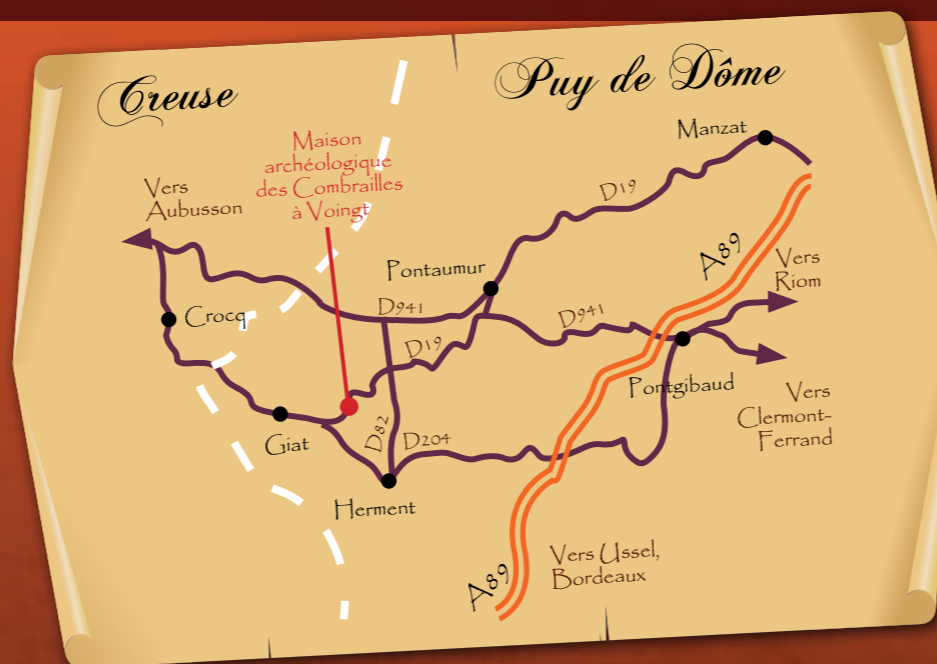 Creuse
Puy de Dôme
Manzat
Maison
archéologique
des Combrailles
à Voingt
Vers
Aubusson
D19
A89
Vers
Riom
Pontaumur
Crocq
D941
D941
D19
Pontgibaud
Vers
Clermont-
Ferrand
Giat
D82
D204
Herment
Vers Ussel,
Bordeaux
A89